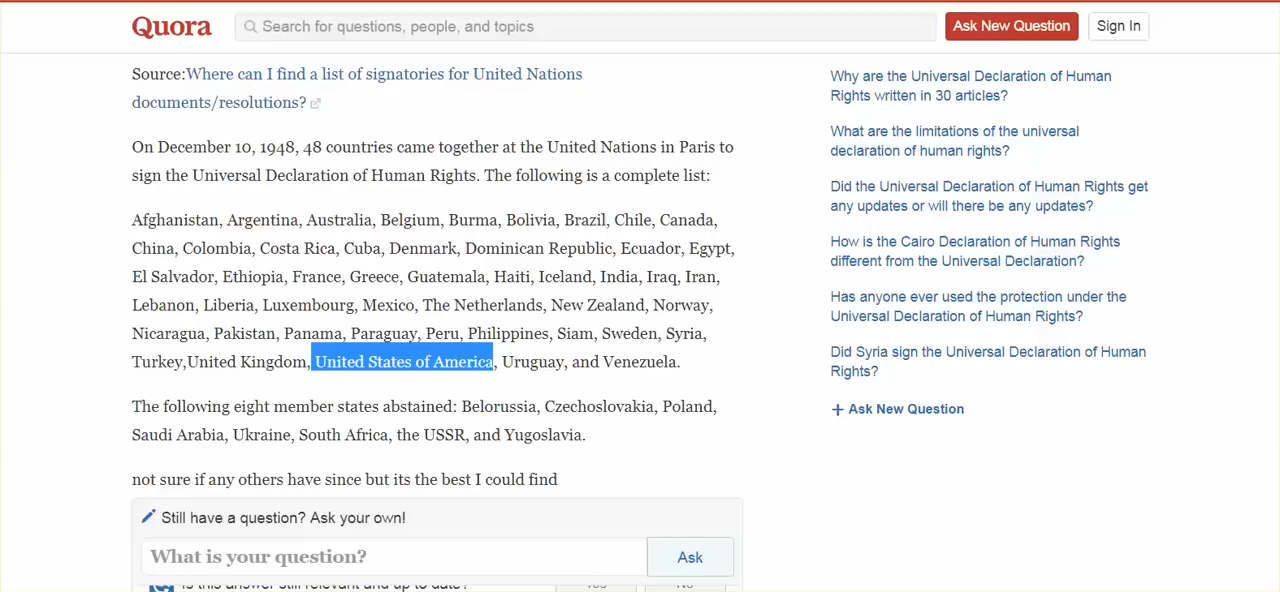 Quora
Search for questions, people, and topics
Ask New Question
Sign In
Source:Where can I find a list of signatories for United Nations
documents/resolutions?
On December 10, 1948, 48 countries came together at the United Nations in Paris to
sign the Universal Declaration of Human Rights. The following is a complete list:
Afghanistan, Argentina, Australia, Belgium, Burma, Bolivia, Brazil, Chile, Canada,
China, Colombia, Costa Rica, Cuba, Denmark, Dominican Republic, Ecuador, Egypt,
El Salvador, Ethiopia, France, Greece, Guatemala, Haiti, Iceland, India, Iraq, Iran,
Lebanon, Liberia, Luxembourg, Mexico, The Netherlands, New Zealand, Norway,
Nicaragua, Pakistan, Panama, Paraguay, Peru, Philippines, Siam, Sweden, Syria,
Turkey,United Kingdom, United States of America, Uruguay, and Venezuela.
The following eight member states abstained: Belorussia, Czechoslovakia, Poland,
Saudi Arabia, Ukraine, South Africa, the USSR, and Yugoslavia.
not sure if any others have since but its the best I could find
Still have a question? Ask your own!
What is your question?
Ask
Is this answer still relevant and up to date?
Yes
No
Why are the Universal Declaration of Human
Rights written in 30 articles?
What are the limitations of the universal
declaration of human rights?
Did the Universal Declaration of Human Rights get
any updates or will there be any updates?
How is the Cairo Declaration of Human Rights
different from the Universal Declaration?
Has anyone ever used the protection under the
Universal Declaration of Human Rights?
Did Syria sign the Universal Declaration of Human
Rights?
+ Ask New Question